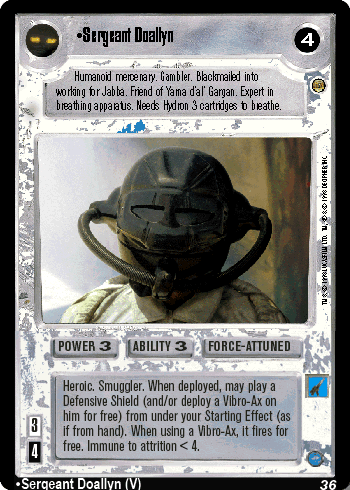 •Sergeant Doallyn
4
Humanoid mercenary. Gambler. Blackmailed into
working for Jabba. Friend of Yarna d'al' Gargan. Expert in
breathing apparatus. Needs Hydron 3 cartridges to breathe.
POWER 3
ABILITY 3
FORCE-ATTUNED
Heroic. Smuggler. When deployed, may play a
Defensive Shield (and/or deploy a Vibro-Ax on
him for free) from under your Starting Effect (as
if from hand). When using a Vibro-Ax, it fires for
free. Immune to attrition < 4.
3
4
•Sergeant Doallyn (V)
36